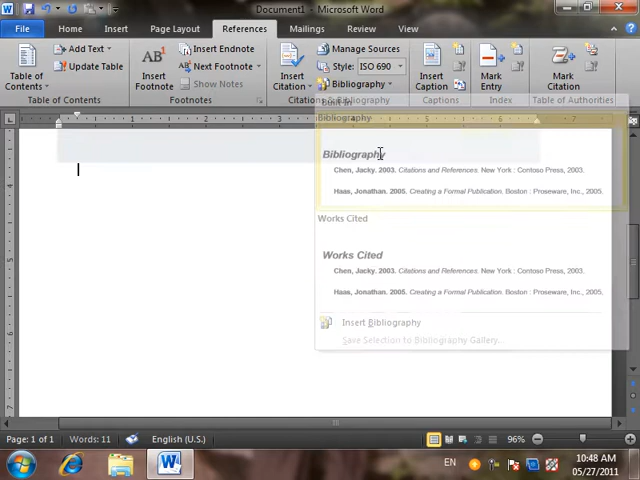 Document1 - Microsoft Word
File Home Insert Page Layout References Mailings Review View
Table of Contents
Add Text
Update Table
Table of Contents
AB
Insert Footnote
Insert Endnote
Next Footnote
Show Notes
Footnotes
Insert Citation
Manage Sources
Style: ISO 690
Bibliography
Citations & Bibliography
Insert Caption
Captions
Mark Entry
Index
Mark Citation
Table of Authorities
Built-In
Bibliography
Bibliography
Chen, Jacky. 2003. Citations and References. New York : Contoso Press, 2003.
Haas, Jonathan. 2005. Creating a Formal Publication. Boston : Proseware, Inc., 2005.
Works Cited
Works Cited
Chen, Jacky. 2003. Citations and References. New York : Contoso Press, 2003.
Haas, Jonathan. 2005. Creating a Formal Publication. Boston : Proseware, Inc., 2005.
Insert Bibliography
Save Selection to Bibliography Gallery...
Page: 1 of 1 Words: 11 English (U.S.) 96%
EN 10:48 AM
05/27/2011